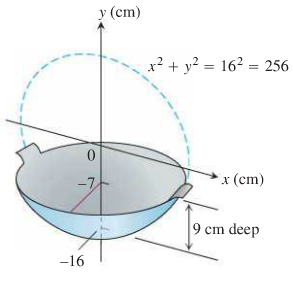 y (cm)
x² + y² = 16² = 256
0
x (cm)
−7
9 cm deep
−16